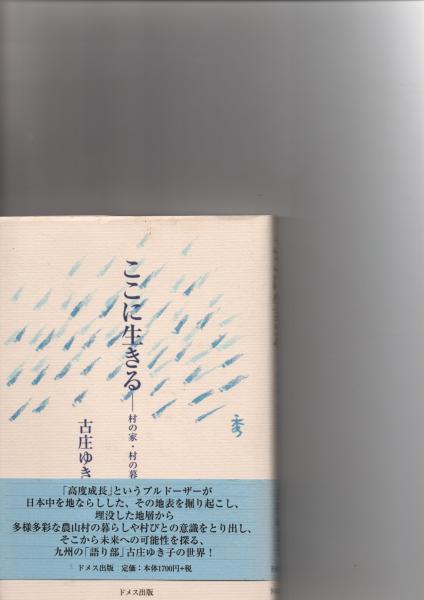 ここに生きる
──村の家・村の暮
古庄ゆき
「高度成長」というブルドーザーが
日本中を地ならしした、その地表を掘り起こし、
埋没した地層から
多様多彩な農山村の暮らしや村びとの意識をとり出し、
そこから未来への可能性を探る、
九州の「語り部」古庄ゆき子の世界！
ドメス出版 定価：本体1700円+税
ドメス出版